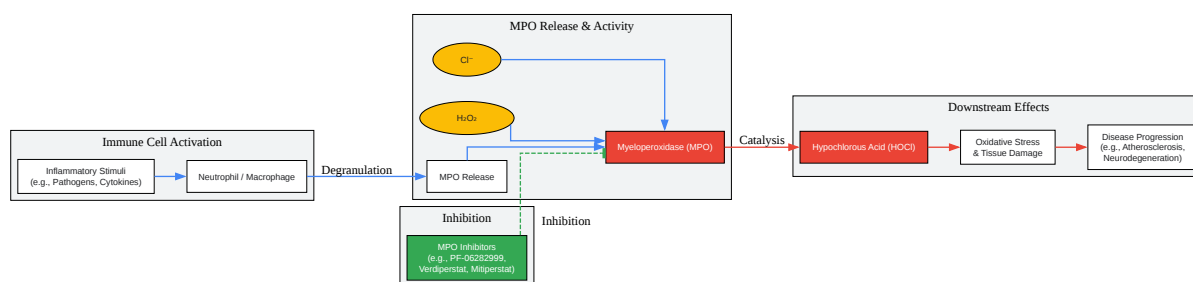 MPO Release & Activity
Cl⁻
H₂O₂
Myeloperoxidase (MPO)
MPO Release
Immune Cell Activation
Inflammatory Stimuli
(e.g., Pathogens, Cytokines)
Neutrophil / Macrophage
Degranulation
Catalysis
Downstream Effects
Hypochlorous Acid (HOCl)
Oxidative Stress
& Tissue Damage
Disease Progression
(e.g., Atherosclerosis,
Neurodegeneration)
Inhibition
Inhibition
MPO Inhibitors
(e.g., PF-06282999,
Verdiperstat, Mitiperstat)